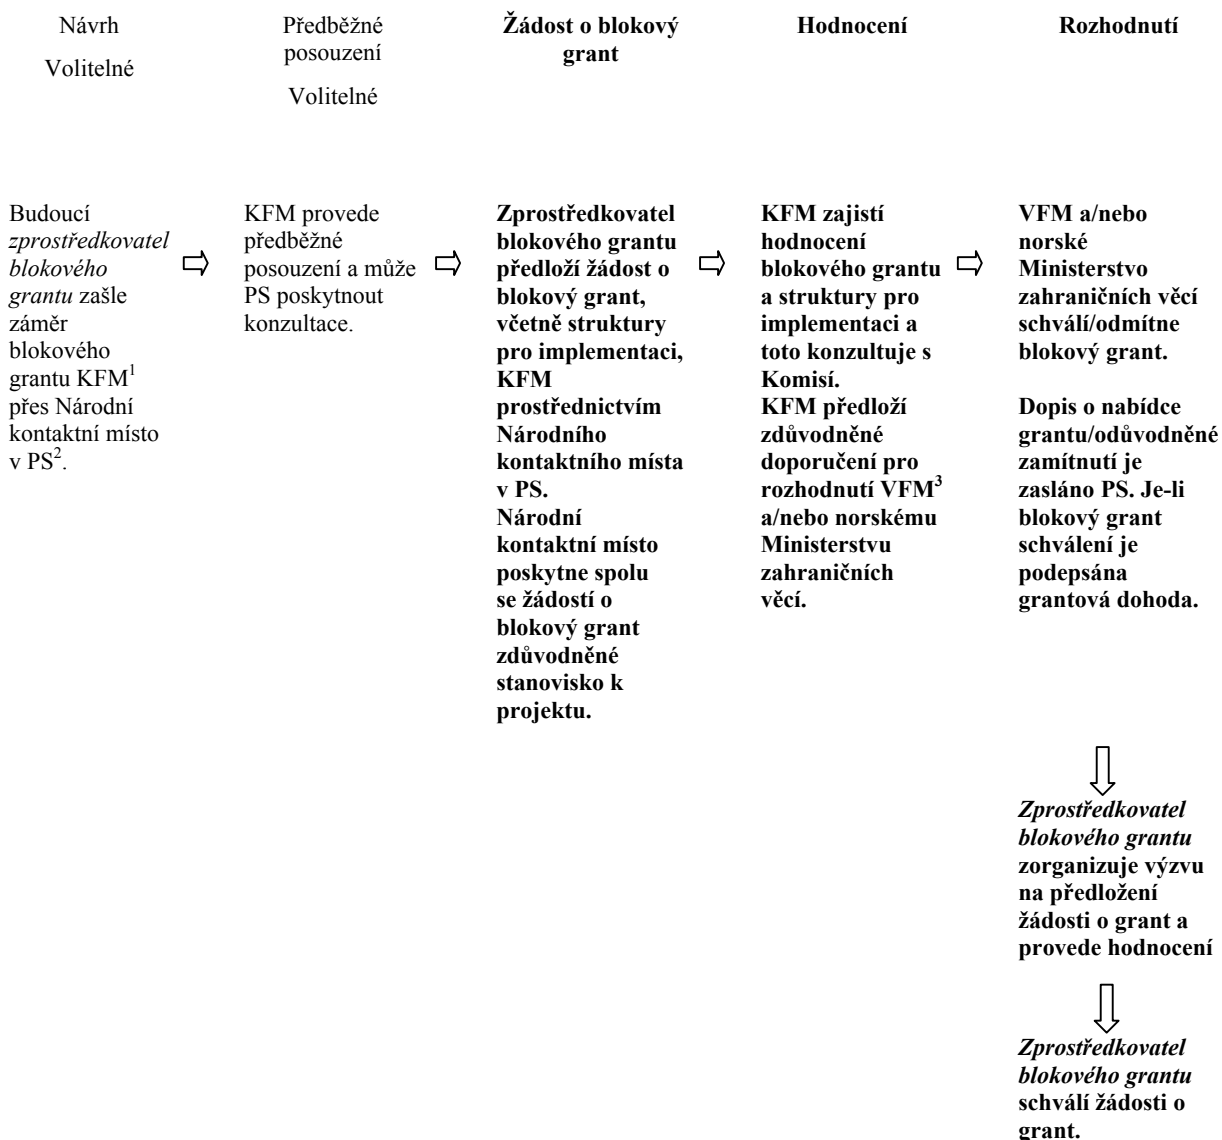 Návrh
Volitelné
Předběžné
posouzení
Volitelné
Žádost o blokový
grant
Hodnocení
Rozhodnutí
Budoucí
zprostředkovatel
blokového
grantu zašle
záměr
blokového
grantu KFM1
přes Národní
kontaktní místo
v PS2.
KFM provede
předběžné
posouzení a může
PS poskytnout
konzultace.
Zprostředkovatel
blokového grantu
předloží žádost o
blokový grant,
včetně struktury
pro implementaci,
KFM
prostřednictvím
Národního
kontaktního místa
v PS.
Národní
kontaktní místo
poskytne spolu
se žádostí o
blokový grant
zdůvodněné
stanovisko k
projektu.
KFM zajistí
hodnocení
blokového grantu
a struktury pro
implementaci a
toto konzultuje s
Komisí.
KFM předloží
zdůvodněné
doporučení pro
rozhodnutí VFM3
a/nebo norskému
Ministerstvu
zahraničních
věcí.
VFM a/nebo
norské
Ministerstvo
zahraničních věcí
schválí/odmítne
blokový grant.
Dopis o nabídce
grantu/odůvodněné
zamítnutí je
zasláno PS. Je-li
blokový grant
schválení je
podepsána
grantová dohoda.
Zprostředkovatel
blokového grantu
zorganizuje výzvu
na předložení
žádosti o grant a
provede hodnocení
Zprostředkovatel
blokového grantu
schválí žádosti o
grant.